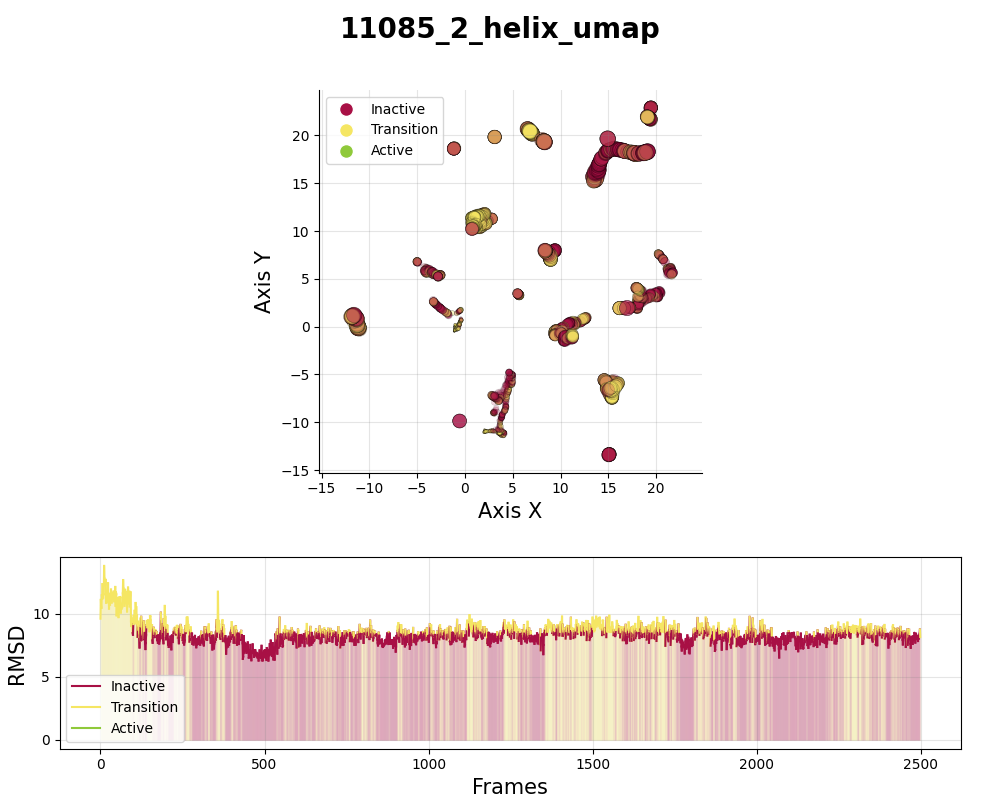 11085_2_helix_umap
Inactive
Transition
Active
20
15
10
5
0
−5
−10
−15
Axis Y
−15 −10 −5 0 5 10 15 20
Axis X
10
5
0
RMSD
Inactive
Transition
Active
0 500 1000 1500 2000 2500
Frames